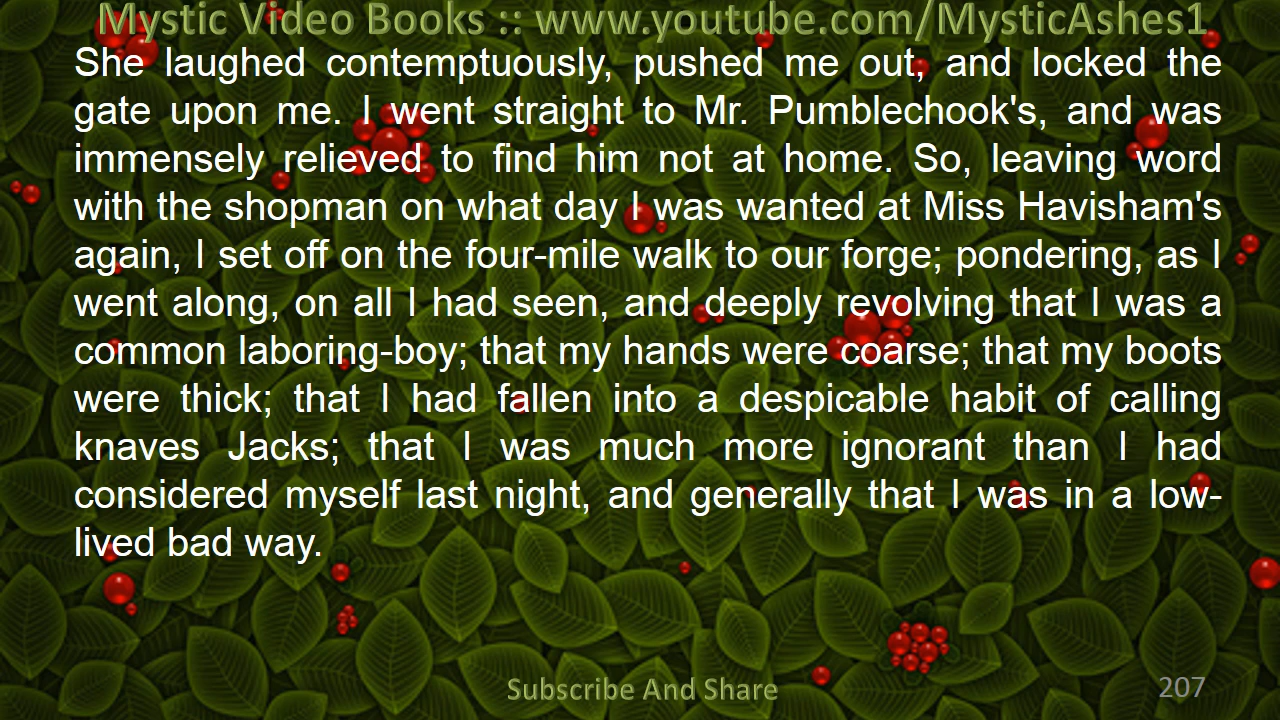 Mystic Video Books :: www.youtube.com/MysticAshes1
She laughed contemptuously, pushed me out, and locked the
gate upon me. I went straight to Mr. Pumblechook's, and was
immensely relieved to find him not at home. So, leaving word
with the shopman on what day I was wanted at Miss Havisham's
again, I set off on the four-mile walk to our forge; pondering, as I
went along, on all I had seen, and deeply revolving that I was a
common laboring-boy; that my hands were coarse; that my boots
were thick; that I had fallen into a despicable habit of calling
knaves Jacks; that I was much more ignorant than I had
considered myself last night, and generally that I was in a low-
lived bad way.
Subscribe And Share
207